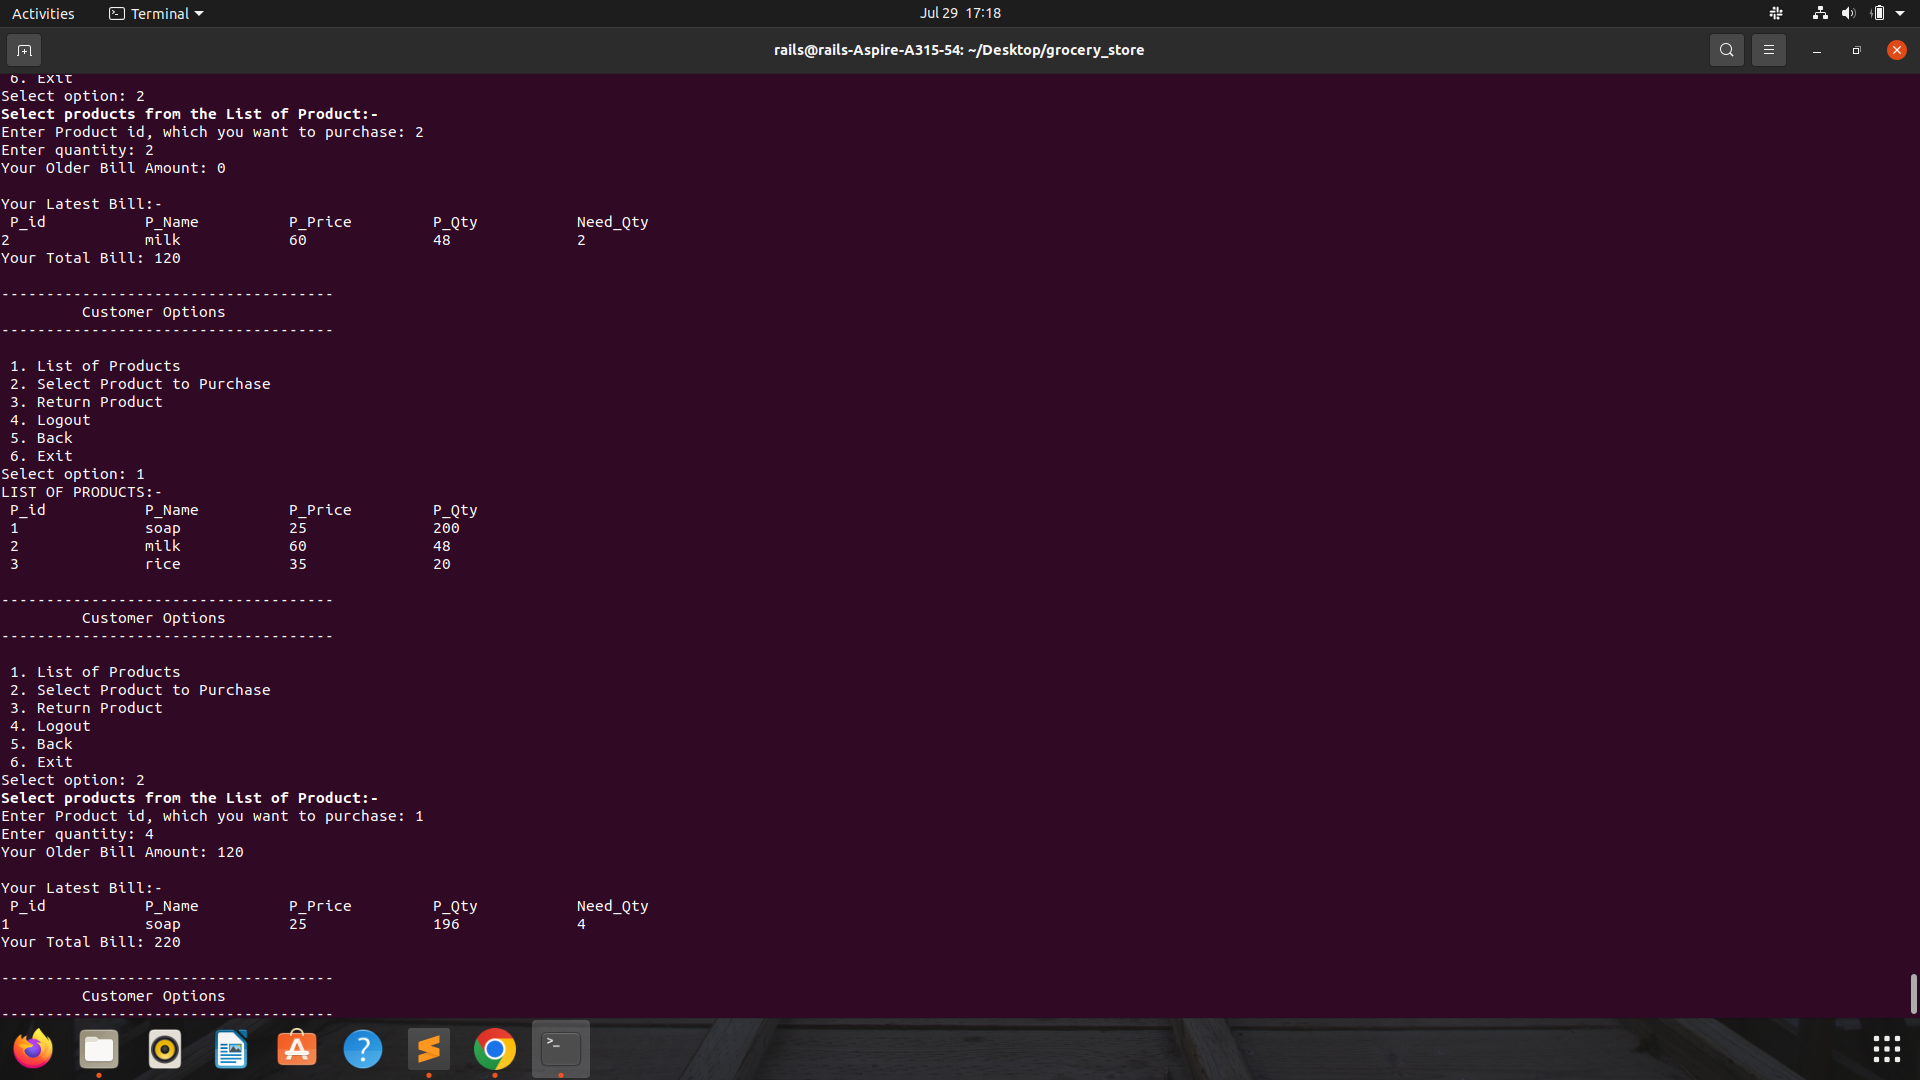 Activities Terminal Jul 29 17:18
rails@rails-Aspire-A315-54: ~/Desktop/grocery_store
6. Exit
Select option: 2
Select products from the List of Product:-
Enter Product id, which you want to purchase: 2
Enter quantity: 2
Your Older Bill Amount: 0
Your Latest Bill:-
P_id P_Name P_Price P_Qty Need_Qty
2 milk 60 48 2
Your Total Bill: 120
-------------------------------------
Customer Options
-------------------------------------
1. List of Products
2. Select Product to Purchase
3. Return Product
4. Logout
5. Back
6. Exit
Select option: 1
LIST OF PRODUCTS:-
P_id P_Name P_Price P_Qty
1 soap 25 200
2 milk 60 48
3 rice 35 20
-------------------------------------
Customer Options
-------------------------------------
1. List of Products
2. Select Product to Purchase
3. Return Product
4. Logout
5. Back
6. Exit
Select option: 2
Select products from the List of Product:-
Enter Product id, which you want to purchase: 1
Enter quantity: 4
Your Older Bill Amount: 120
Your Latest Bill:-
P_id P_Name P_Price P_Qty Need_Qty
1 soap 25 196 4
Your Total Bill: 220
-------------------------------------
Customer Options
-------------------------------------